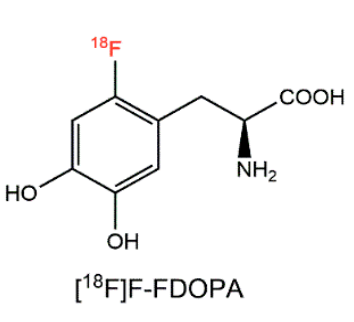 ¹⁸F
COOH
NH₂
HO
OH
[¹⁸F]F-FDOPA